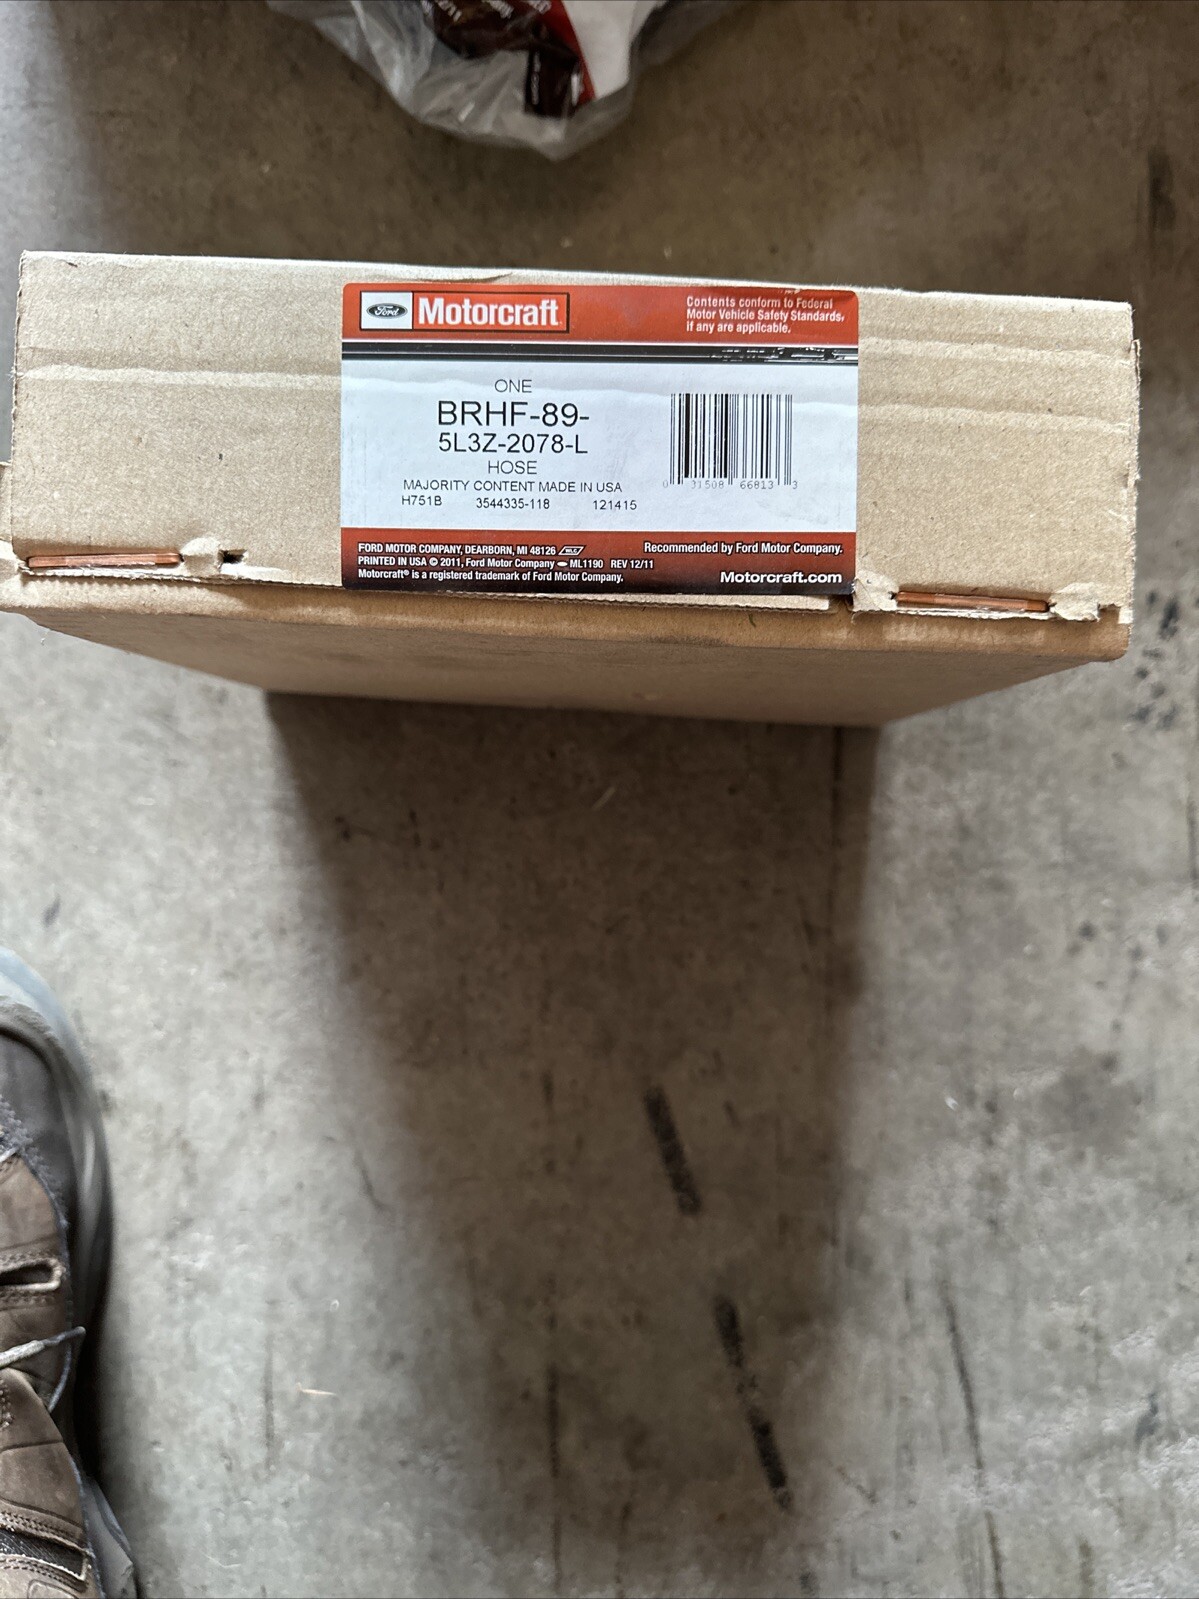 Ford Motorcraft
Contents conform to Federal
Motor Vehicle Safety Standards,
if any are applicable.
ONE
BRHF-89-
5L3Z-2078-L
HOSE
MAJORITY CONTENT MADE IN USA
H751B 3544335-118 121415
0 31508 66813 3
FORD MOTOR COMPANY, DEARBORN, MI 48126 WLC
PRINTED IN USA © 2011, Ford Motor Company ML1190 REV 12/11
Motorcraft® is a registered trademark of Ford Motor Company.
Recommended by Ford Motor Company.
Motorcraft.com